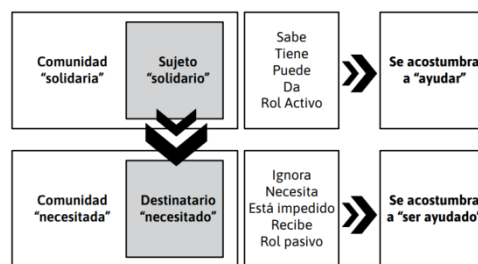 Comunidad
“solidaria”
Sujeto
“solidario”
Sabe
Tiene
Puede
Da
Rol Activo
Se acostumbra
a “ayudar”
Comunidad
“necesitada”
Destinatario
“necesitado”
Ignora
Necesita
Está impedido
Recibe
Rol pasivo
Se acostumbra
a “ser ayudado”